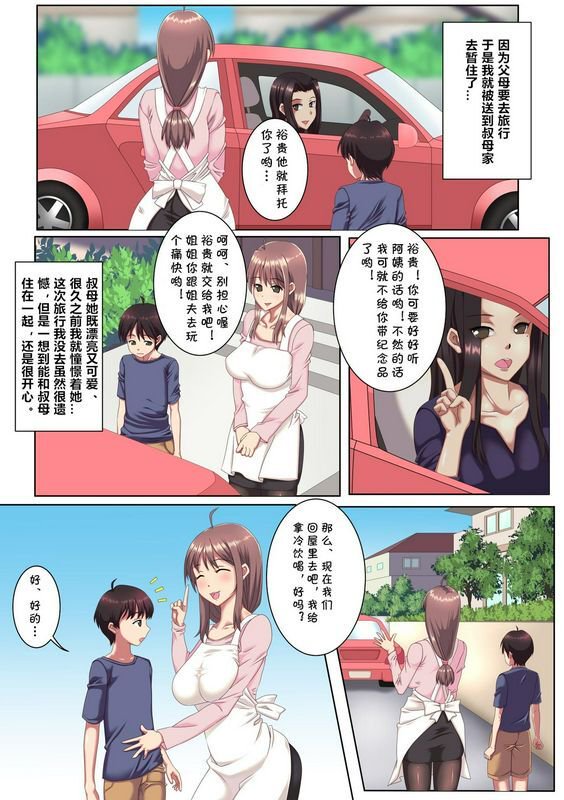 因为父母要去旅行
于是我就被送到叔母家
去暂住了…
裕贵他就拜托
你了哟…
裕贵！你可要好好听
阿姨的话哟！不然的话
我可就不给你带纪念品
了哟！
呵呵、别担心喔
裕贵就交给我吧！
姐姐你跟姐夫去玩
个痛快哟！
叔母她既漂亮又可爱、
很久之前我就憧憬着她…
这次旅行我没去虽然很遗
憾，但是一想到能和叔母
住在一起，还是很开心。
那么、现在我们
回屋里去吧，我给
拿冷饮喝，好吗？
好、好的…